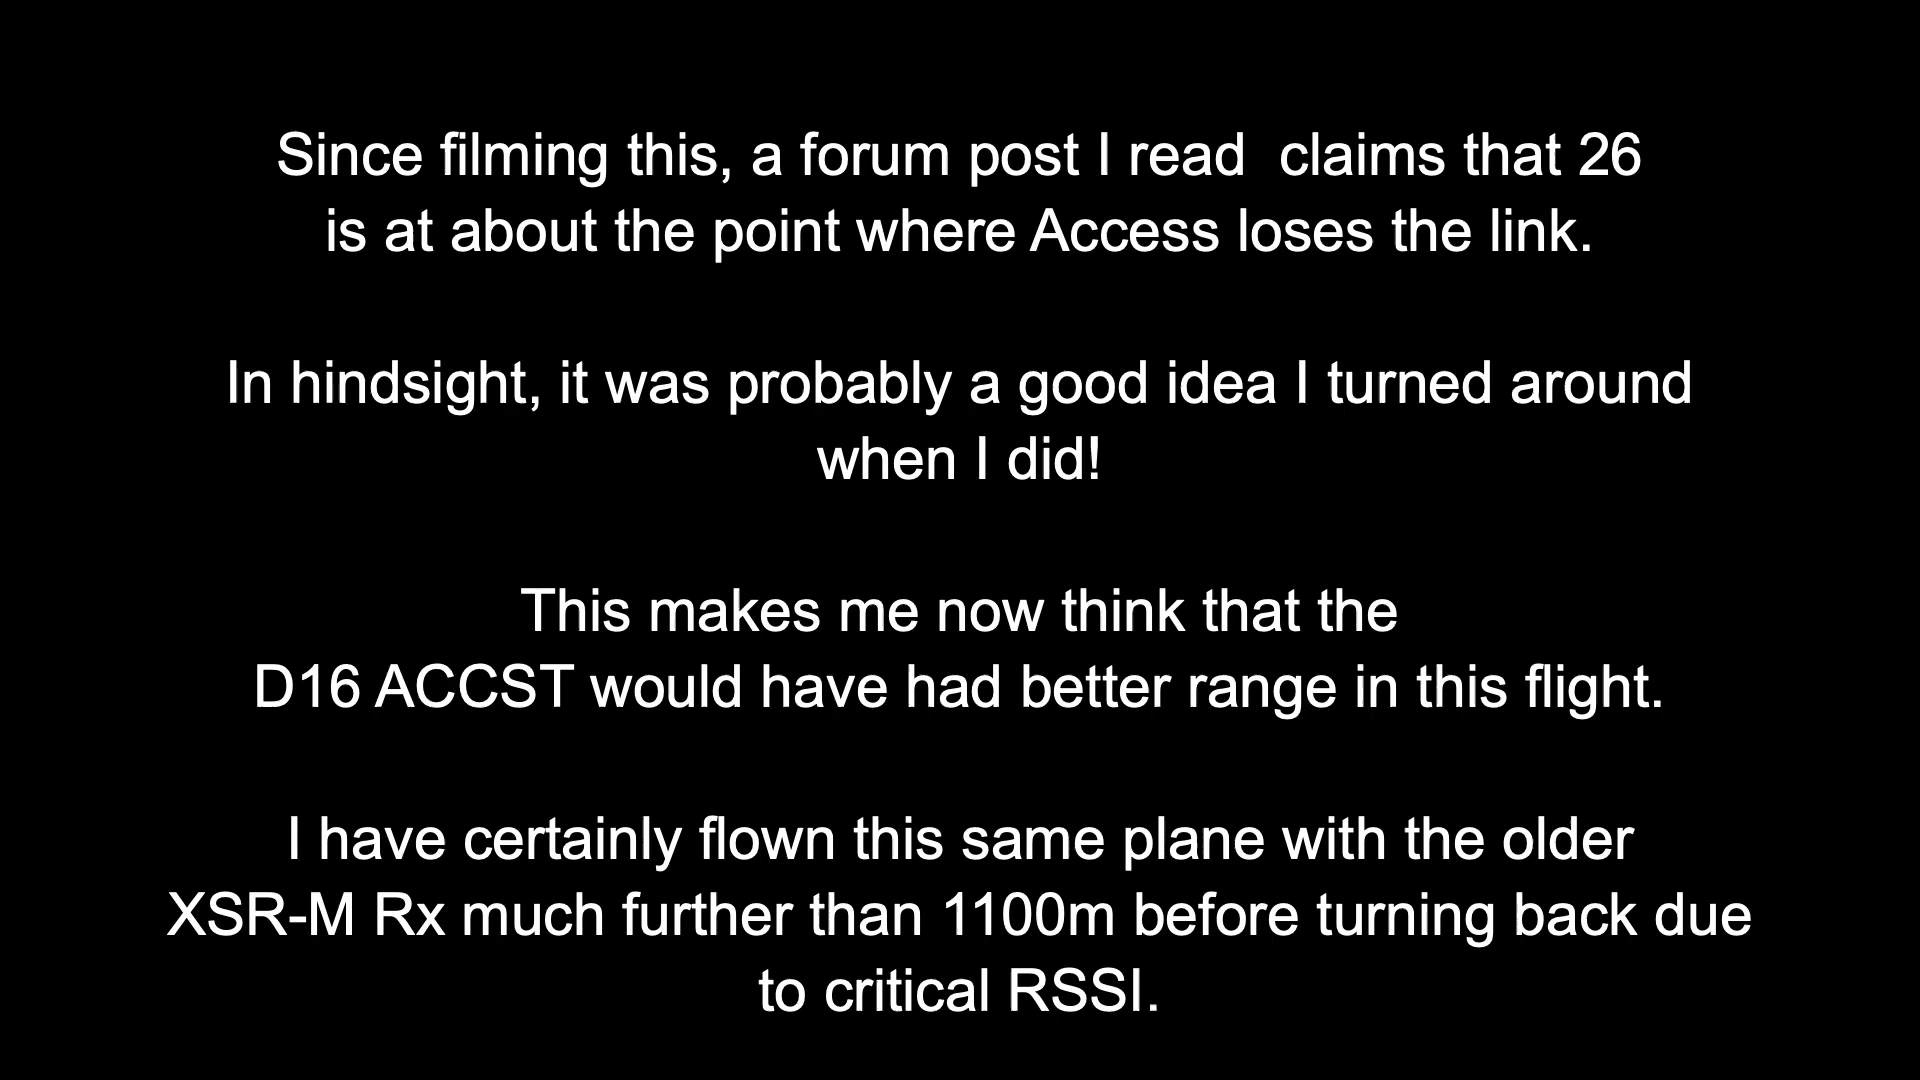 Since filming this, a forum post I read  claims that 26
is at about the point where Access loses the link.
In hindsight, it was probably a good idea I turned around
when I did!
This makes me now think that the
D16 ACCST would have had better range in this flight.
I have certainly flown this same plane with the older
XSR-M Rx much further than 1100m before turning back due
to critical RSSI.